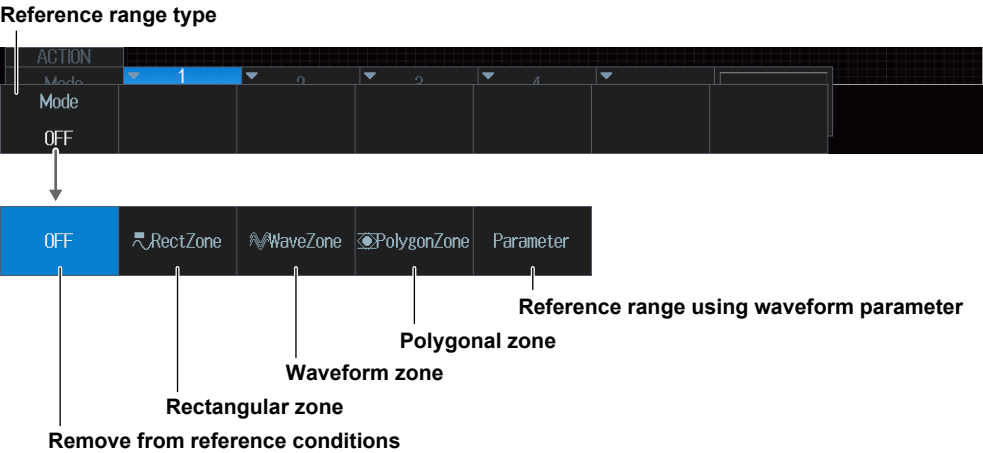 Reference range type
ACTION
Mode 1 2 3 4
Mode
OFF
OFF RectZone WaveZone PolygonZone Parameter
Reference range using waveform parameter
Polygonal zone
Waveform zone
Rectangular zone
Remove from reference conditions